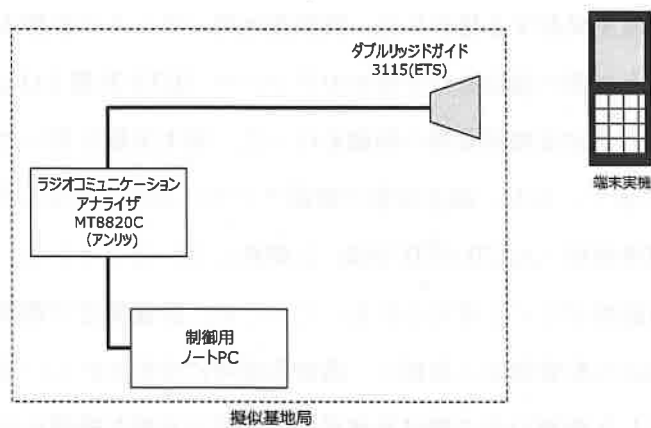 ダブルリッジドガイド
3115(ETS)
端末実機
ラジオコミュニケーション
アナライザ
MT8820C
(アンリツ)
制御用
ノートPC
擬似基地局